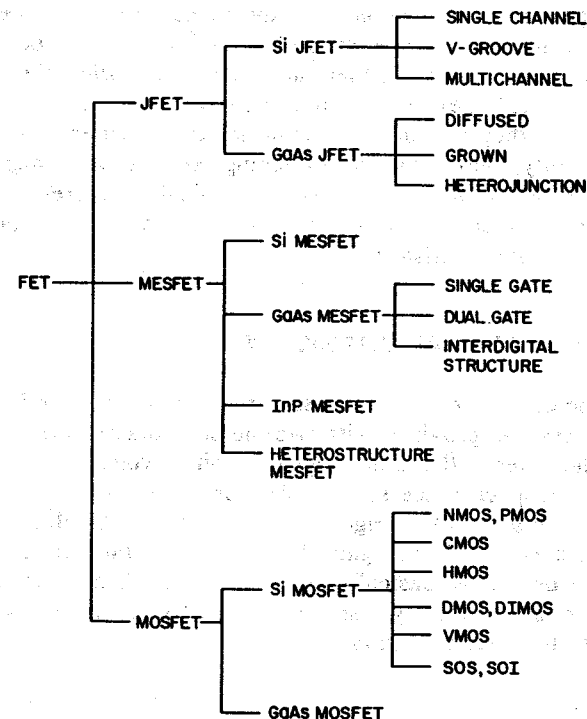 SINGLE CHANNEL
Si JFET
V-GROOVE
MULTICHANNEL
JFET
DIFFUSED
GaAs JFET
GROWN
HETEROJUNCTION
Si MESFET
FET
MESFET
SINGLE GATE
GaAs MESFET
DUAL GATE
INTERDIGITAL
STRUCTURE
InP MESFET
HETEROSTRUCTURE
MESFET
NMOS, PMOS
CMOS
Si MOSFET
HMOS
DMOS, DIMOS
MOSFET
VMOS
SOS, SOI
GaAs MOSFET